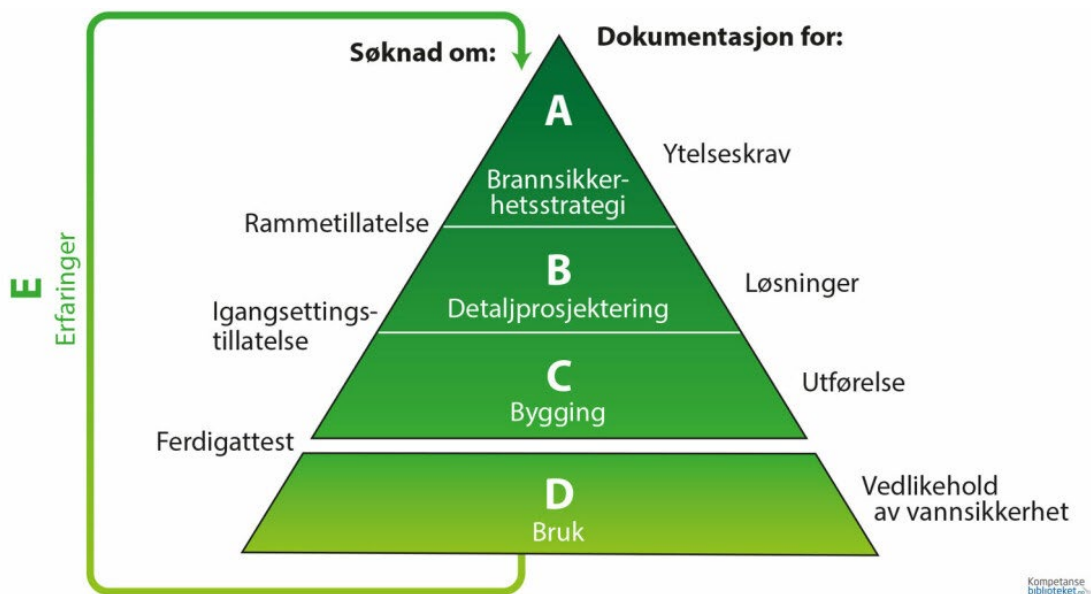 Søknad om:
Dokumentasjon for:
A
Brannsikker-
hetsstrategi
Ytelseskrav
Rammetillatelse
B
Detaljprosjektering
Løsninger
Igangsettings-
tillatelse
C
Bygging
Utførelse
Ferdigattest
D
Bruk
Vedlikehold
av vannsikkerhet
E
Erfaringer
Kompetanse
biblioteket.no